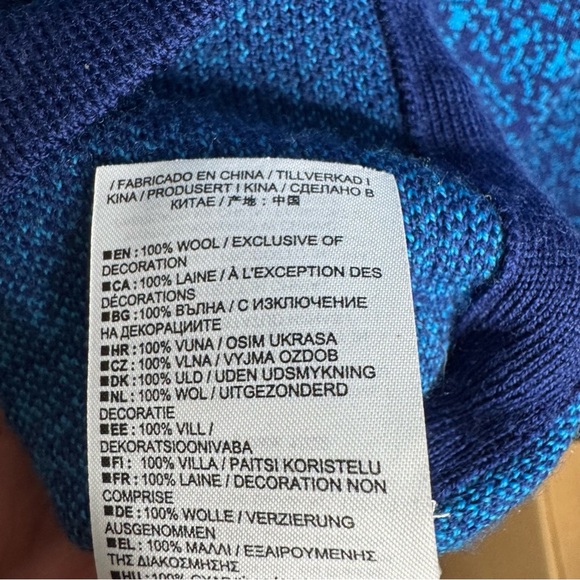 / FABRICADO EN CHINA / TILLVERKAD I
KINA / PRODUSERT I KINA / СДЕЛАНО В
КИТАЕ / 产地：中国
■EN : 100% WOOL / EXCLUSIVE OF
DECORATION
■CA : 100% LAINE / À L'EXCEPTION DES
DÉCORATIONS
■BG : 100% ВЪЛНА / С ИЗКЛЮЧЕНИЕ
НА ДЕКОРАЦИИТЕ
■HR : 100% VUNA / OSIM UKRASA
■CZ : 100% VLNA / VYJMA OZDOB
■DK : 100% ULD / UDEN UDSMYKNING
■NL : 100% WOL / UITGEZONDERD
DECORATIE
■EE : 100% VILL /
DEKORATSIOONIVABA
■FI : 100% VILLA / PAITSI KORISTELU
■FR : 100% LAINE / DECORATION NON
COMPRISE
■DE : 100% WOLLE / VERZIERUNG
AUSGENOMMEN
■EL : 100% ΜΑΛΛΙ / ΕΞΑΙΡΟΥΜΕΝΗΣ
ΤΗΣ ΔΙΑΚΟΣΜΗΣΗΣ
■HU : 100%